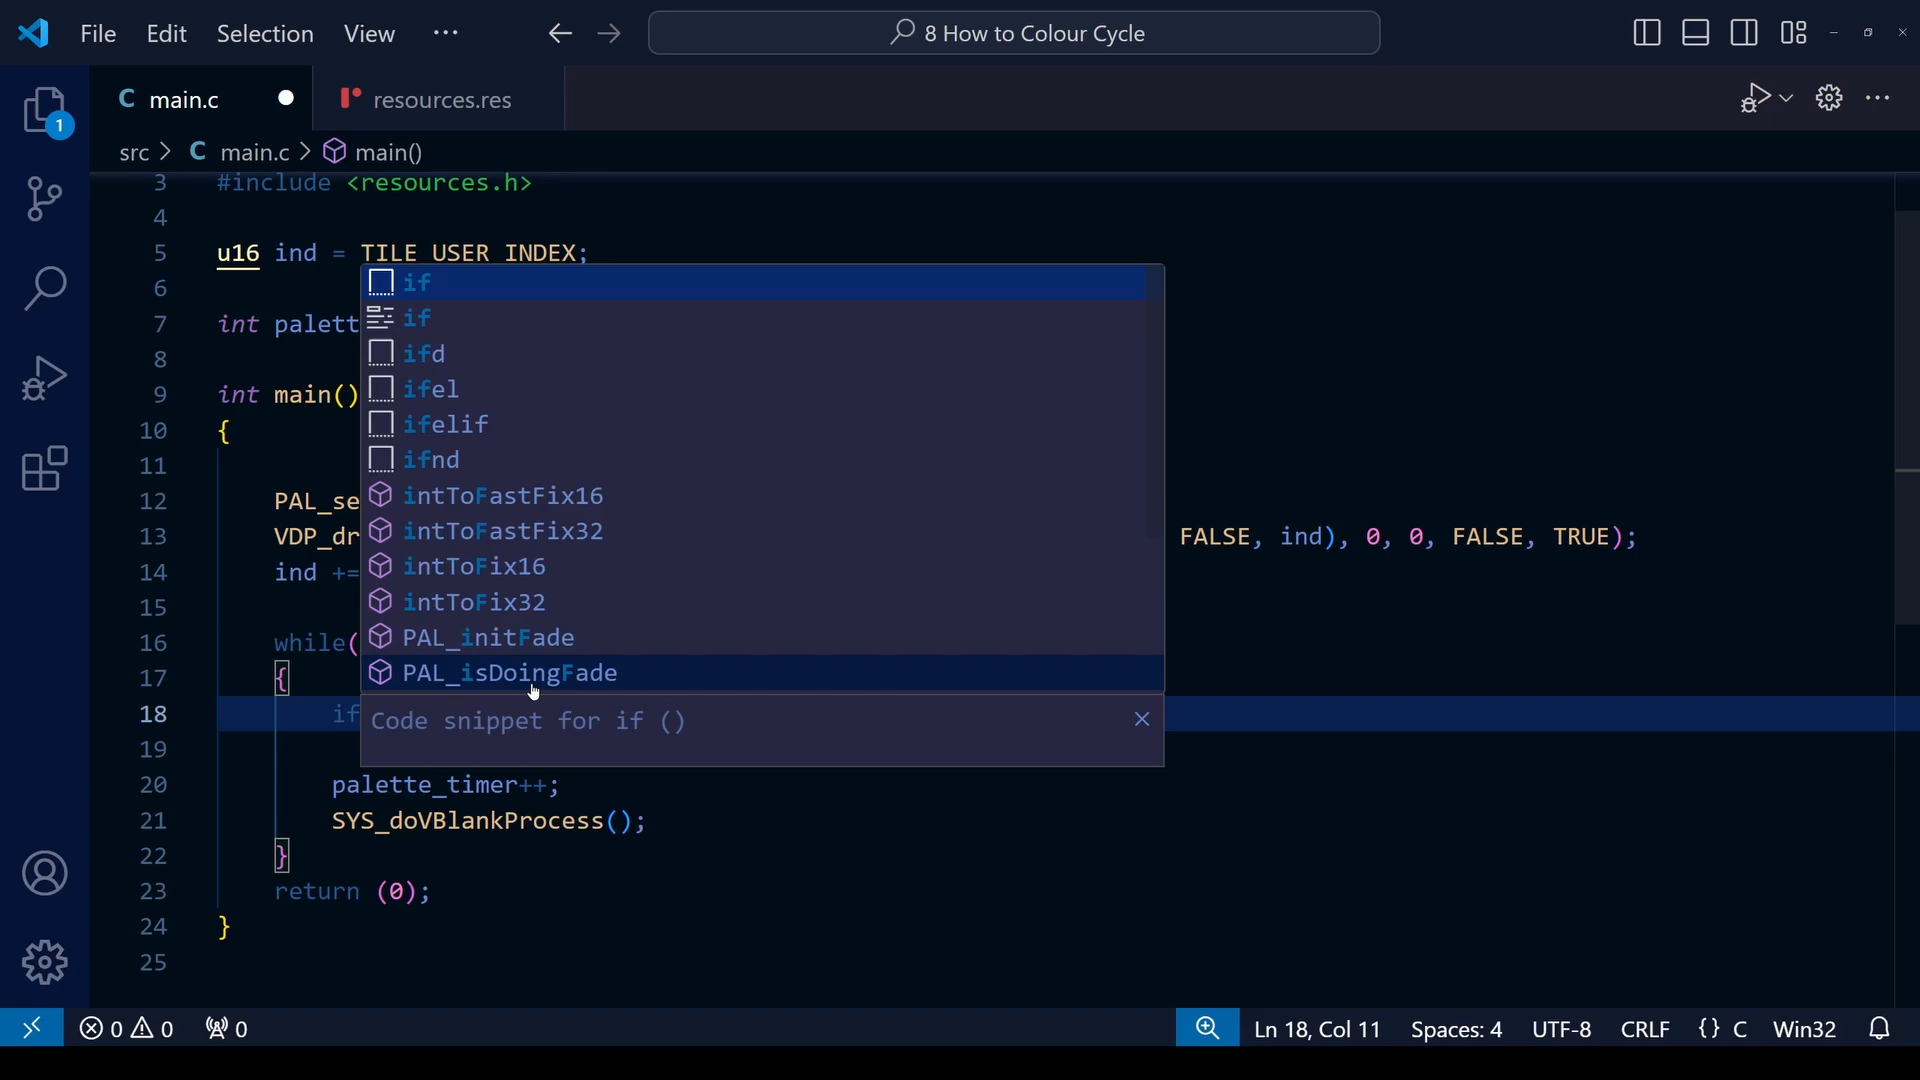 File Edit Selection View ··· 8 How to Colour Cycle
C main.c resources.res
1
src > C main.c > main()
3 #include <resources.h>
4
5 u16 ind = TILE_USER_INDEX;
6 if
7 int palett if
8 ifd
9 int main() ifel
10 { ifelif
11 ifnd
12 PAL_se intToFastFix16
13 VDP_dr intToFastFix32 FALSE, ind), 0, 0, FALSE, TRUE);
14 ind += intToFix16
15 intToFix32
16 while( PAL_initFade
17 { PAL_isDoingFade
18 if Code snippet for if ()
19
20 palette_timer++;
21 SYS_doVBlankProcess();
22 }
23 return (0);
24 }
25
0 0 0 Ln 18, Col 11 Spaces: 4 UTF-8 CRLF {} C Win32